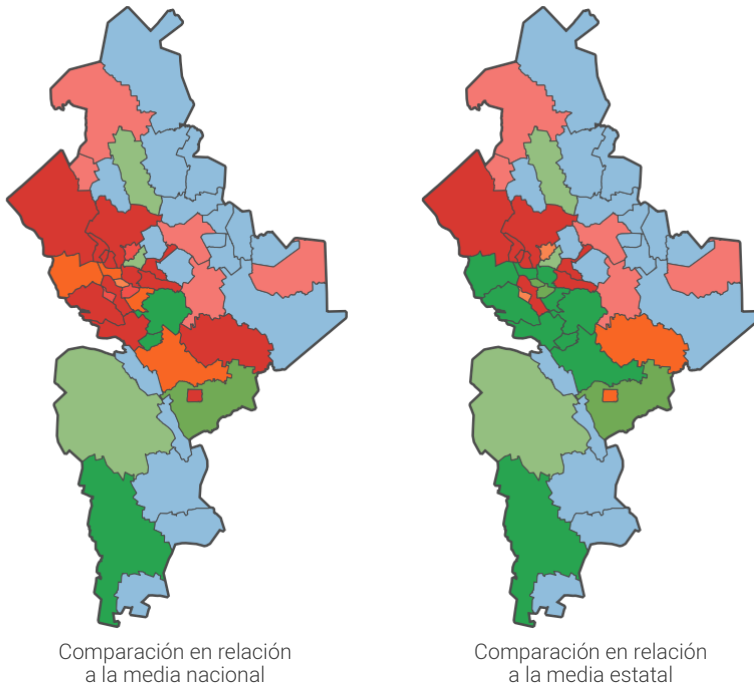 Comparación en relación
a la media nacional
Comparación en relación
a la media estatal